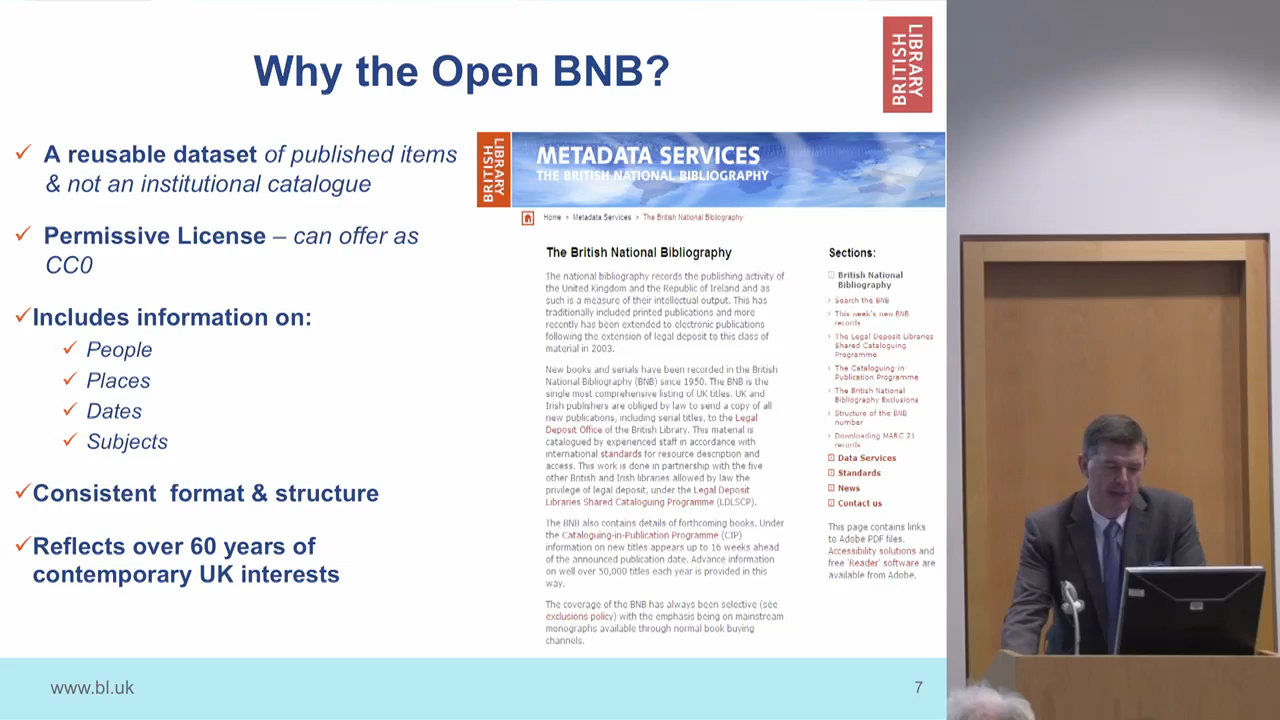 Why the Open BNB?
LIBRARY
BRITISH
A reusable dataset of published items
& not an institutional catalogue
Permissive License – can offer as
CC0
Includes information on:
People
Places
Dates
Subjects
Consistent format & structure
Reflects over 60 years of
contemporary UK interests
LIBRARY
BRITISH
METADATA SERVICES
THE BRITISH NATIONAL BIBLIOGRAPHY
Home > Metadata Services > The British National Bibliography
The British National Bibliography
The national bibliography records the publishing activity of
the United Kingdom and the Republic of Ireland and as
such is a measure of their intellectual output. This has
traditionally included printed publications and more
recently has been extended to electronic publications
following the extension of legal deposit to this class of
material in 2003.
New books and serials have been recorded in the British
National Bibliography (BNB) since 1950. The BNB is the
single most comprehensive listing of UK titles. UK and
Irish publishers are obliged by law to send a copy of all
new publications, including serial titles, to the Legal
Deposit Office of the British Library. This material is
catalogued by experienced staff in accordance with
international standards for resource description and
access. This work is done in partnership with the five
other British and Irish libraries allowed by law the
privilege of legal deposit, under the Legal Deposit
Libraries Shared Cataloguing Programme (LDLSCP).
The BNB also contains details of forthcoming books. Under
the Cataloguing-in-Publication Programme (CIP)
information on new titles appears up to 16 weeks ahead
of the announced publication date. Advance information
on well over 50,000 titles each year is provided in this
way.
The coverage of the BNB has always been selective (see
exclusions policy) with the emphasis being on mainstream
monographs available through normal book buying
channels.
Sections:
British National
Bibliography
Search the BNB
This week's new BNB
records
The Legal Deposit Libraries
Shared Cataloguing
Programme
The Cataloguing-in-
Publication Programme
The British National
Bibliography Exclusions
Structure of the BNB
number
Downloading MARC 21
records
Data Services
Standards
News
Contact us
This page contains links
to Adobe PDF files.
Accessibility solutions and
free 'Reader' software are
available from Adobe.
www.bl.uk
7